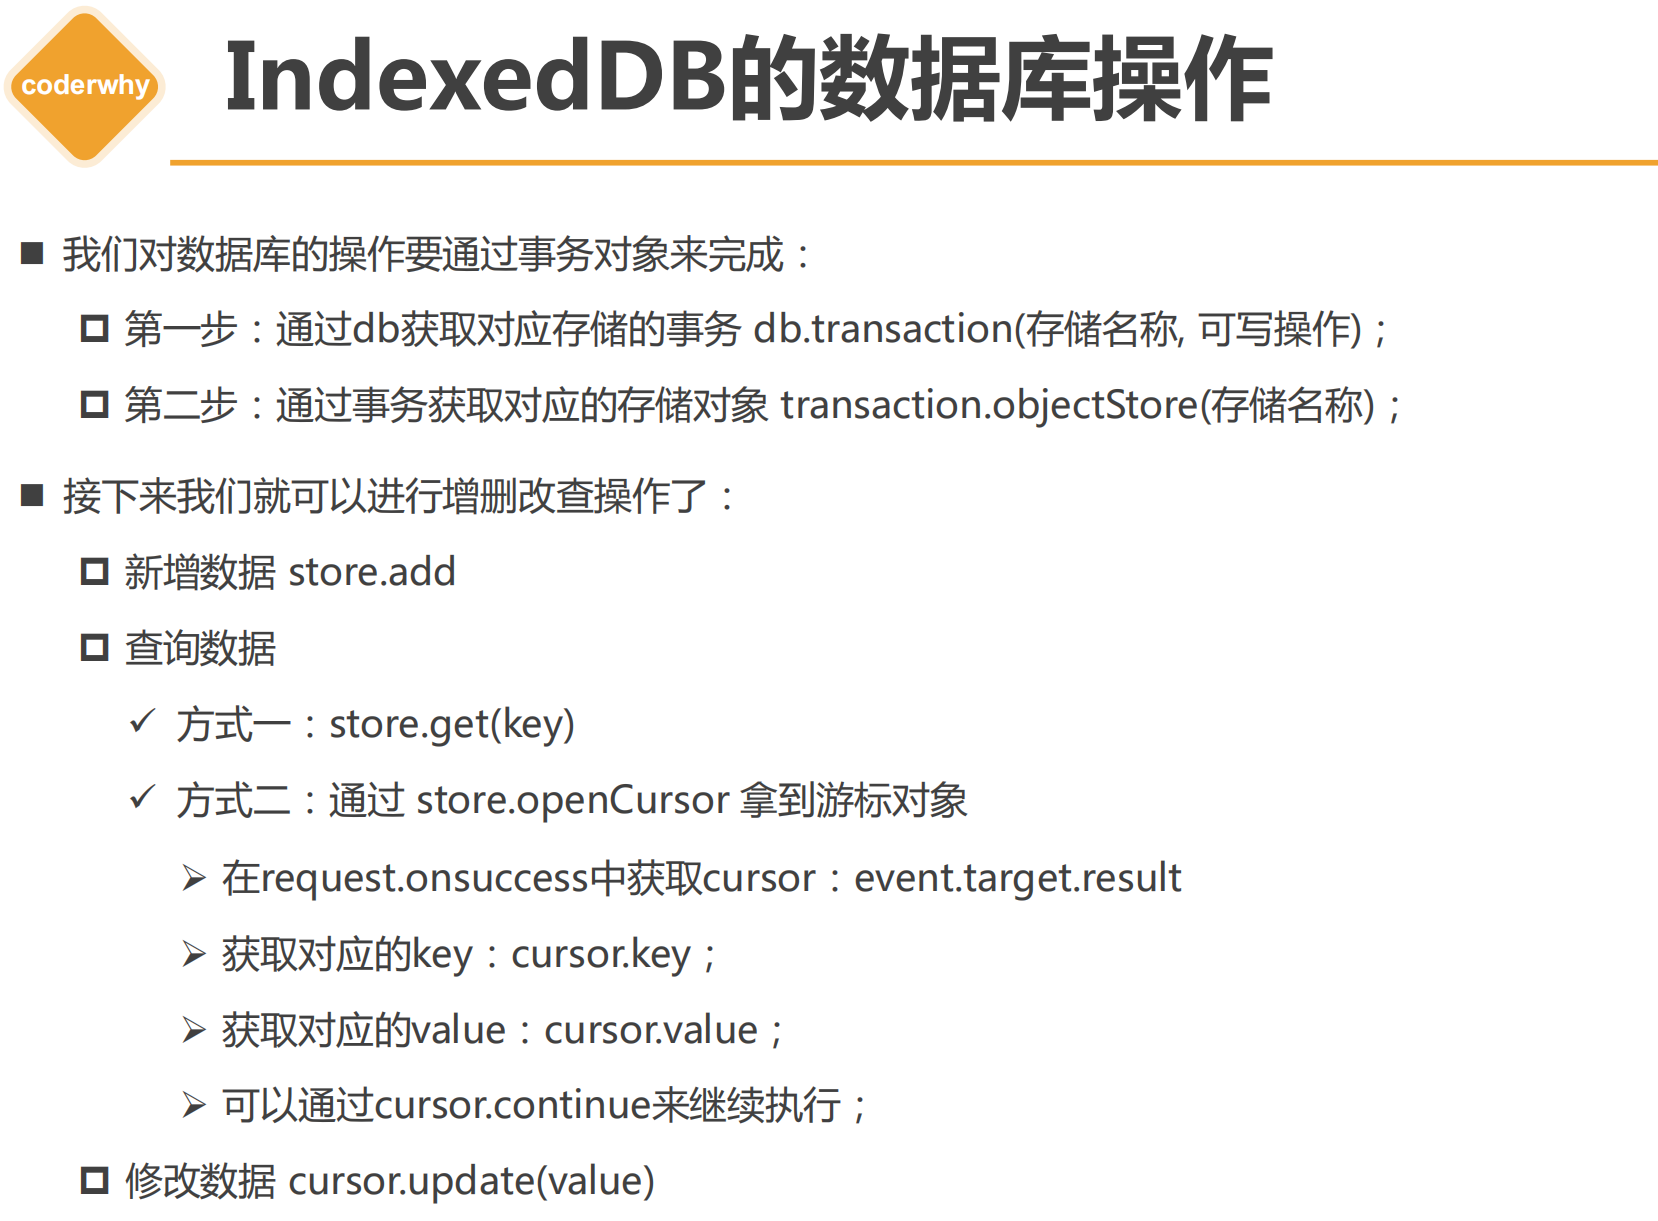 coderwhy
IndexedDB的数据库操作
我们对数据库的操作要通过事务对象来完成：
第一步：通过db获取对应存储的事务 db.transaction(存储名称, 可写操作)；
第二步：通过事务获取对应的存储对象 transaction.objectStore(存储名称)；
接下来我们就可以进行增删改查操作了：
新增数据 store.add
查询数据
方式一：store.get(key)
方式二：通过 store.openCursor 拿到游标对象
在request.onsuccess中获取cursor：event.target.result
获取对应的key：cursor.key；
获取对应的value：cursor.value；
可以通过cursor.continue来继续执行；
修改数据 cursor.update(value)